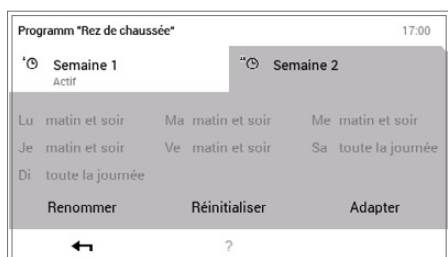 Programm "Rez de chaussée" 17:00
Semaine 1 Semaine 2
Actif
Lu matin et soir Ma matin et soir Me matin et soir
Je matin et soir Ve matin et soir Sa toute la journée
Di toute la journée
Renommer Réinitialiser Adapter
?